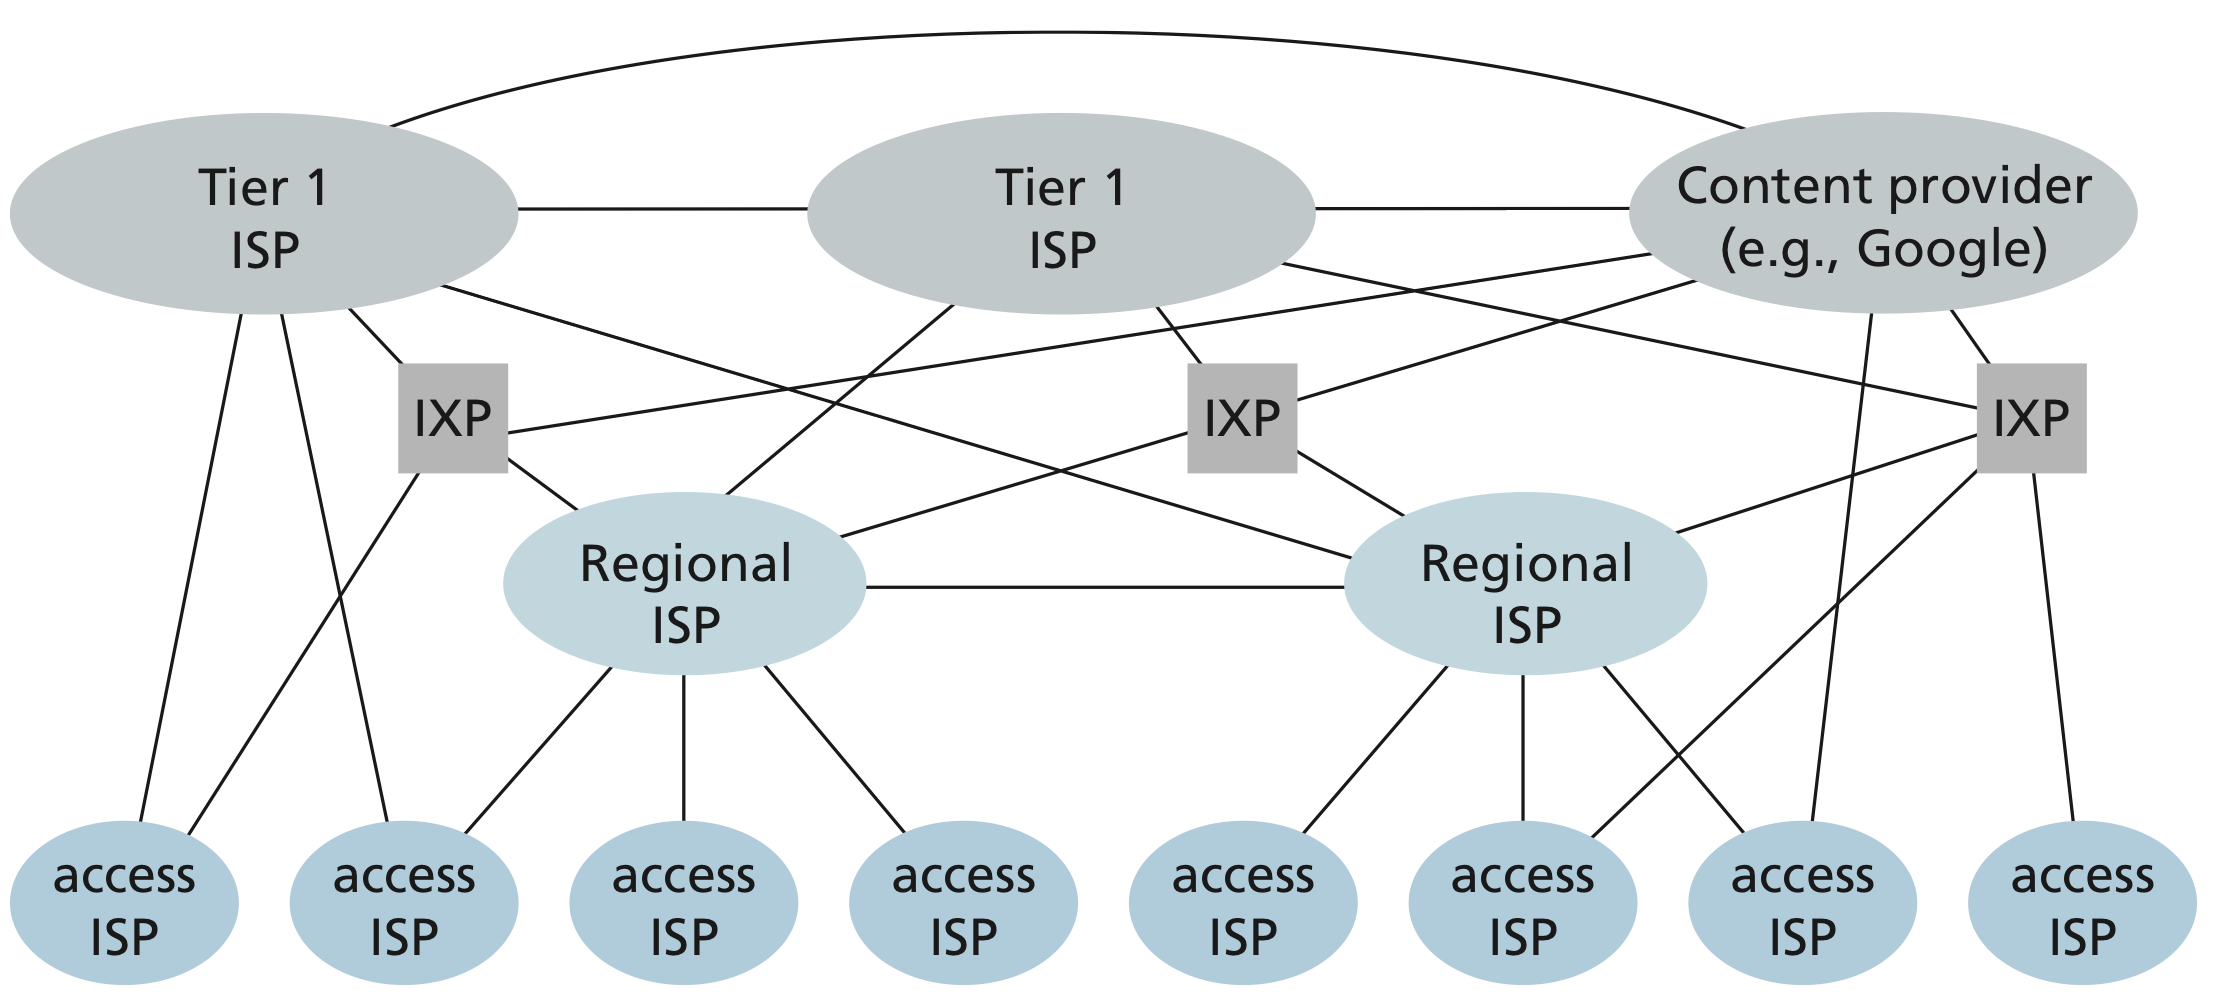 Tier 1
ISP
Tier 1
ISP
Content provider
(e.g., Google)
IXP
IXP
IXP
Regional
ISP
Regional
ISP
access
ISP
access
ISP
access
ISP
access
ISP
access
ISP
access
ISP
access
ISP
access
ISP